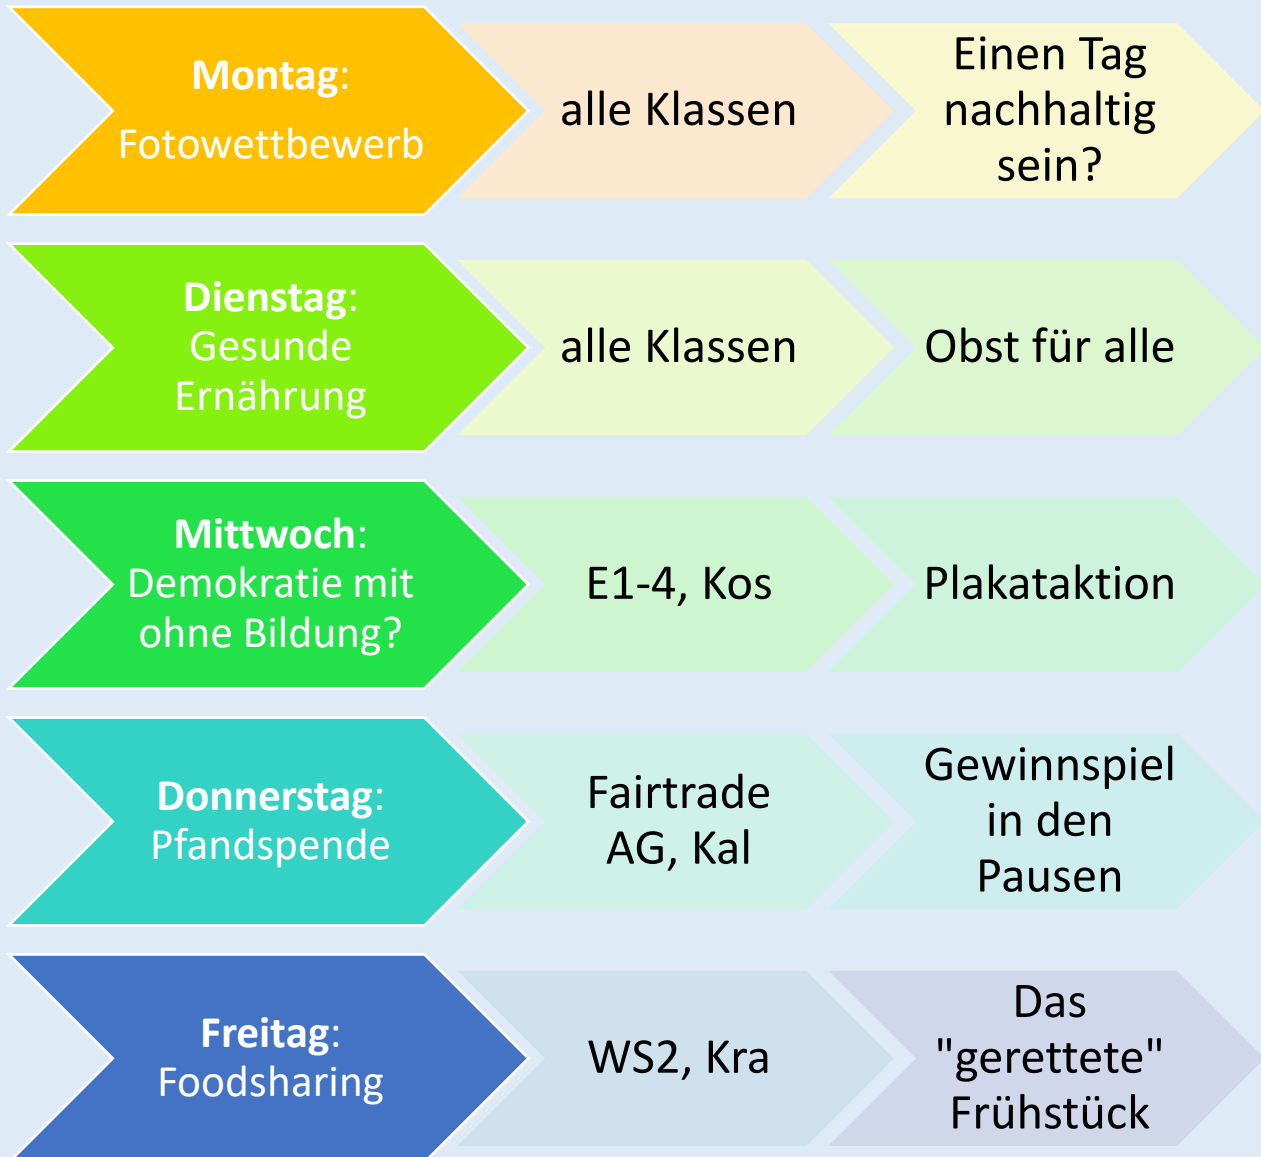 Montag:
Fotowettbewerb
alle Klassen
Einen Tag
nachhaltig
sein?
Dienstag:
Gesunde
Ernährung
alle Klassen
Obst für alle
Mittwoch:
Demokratie mit
ohne Bildung?
E1-4, Kos
Plakataktion
Donnerstag:
Pfandspende
Fairtrade
AG, Kal
Gewinnspiel
in den
Pausen
Freitag:
Foodsharing
WS2, Kra
Das
"gerettete"
Frühstück